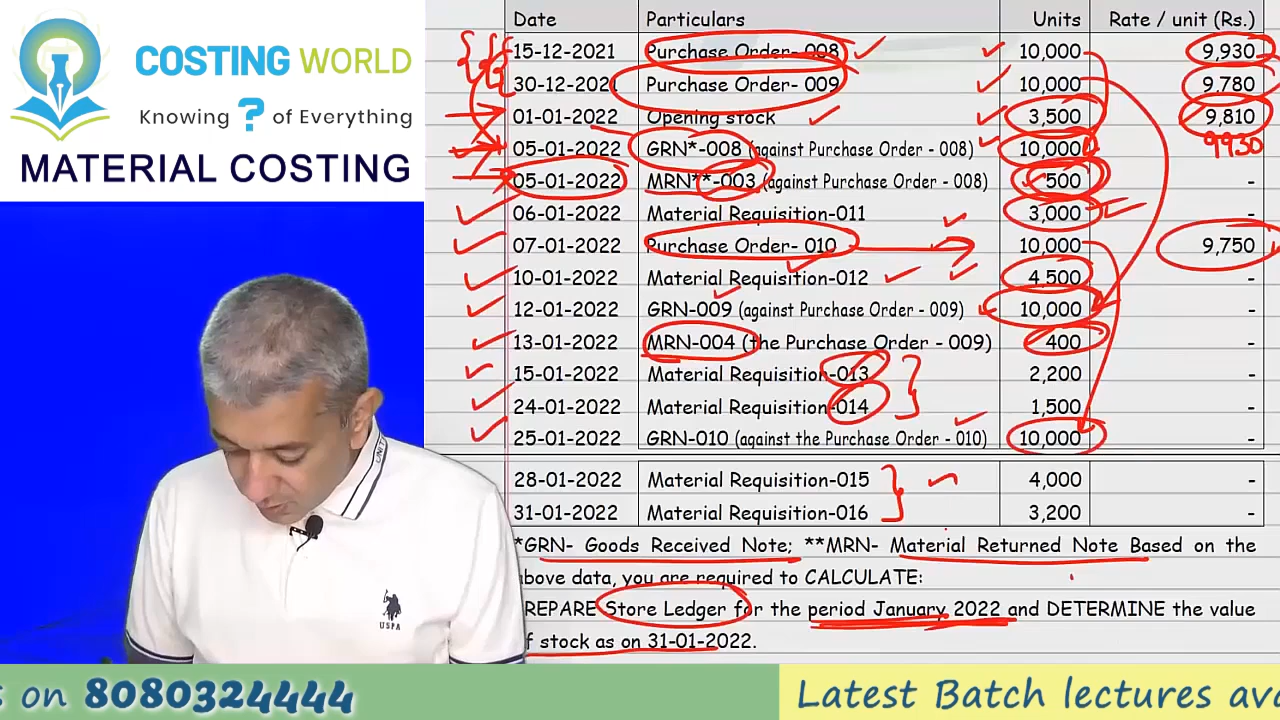 COSTING WORLD
Knowing ? of Everything
MATERIAL COSTING
Date Particulars Units Rate / unit (Rs.)
15-12-2021 Purchase Order- 008 10,000 9,930
30-12-2021 Purchase Order- 009 10,000 9,780
01-01-2022 Opening stock 3,500 9,810
05-01-2022 GRN*-008 (against Purchase Order - 008) 10,000 9930
05-01-2022 MRN**-003 (against Purchase Order - 008) 500 -
06-01-2022 Material Requisition-011 3,000 -
07-01-2022 Purchase Order- 010 10,000 9,750
10-01-2022 Material Requisition-012 4,500 -
12-01-2022 GRN-009 (against Purchase Order - 009) 10,000 -
13-01-2022 MRN-004 (the Purchase Order - 009) 400 -
15-01-2022 Material Requisition-013 2,200 -
24-01-2022 Material Requisition-014 1,500 -
25-01-2022 GRN-010 (against the Purchase Order - 010) 10,000 -
28-01-2022 Material Requisition-015 4,000 -
31-01-2022 Material Requisition-016 3,200 -
*GRN- Goods Received Note; **MRN- Material Returned Note Based on the
above data, you are required to CALCULATE:
REPARE Store Ledger for the period January 2022 and DETERMINE the value
f stock as on 31-01-2022.
USPA
s on 8080324444 Latest Batch lectures ava